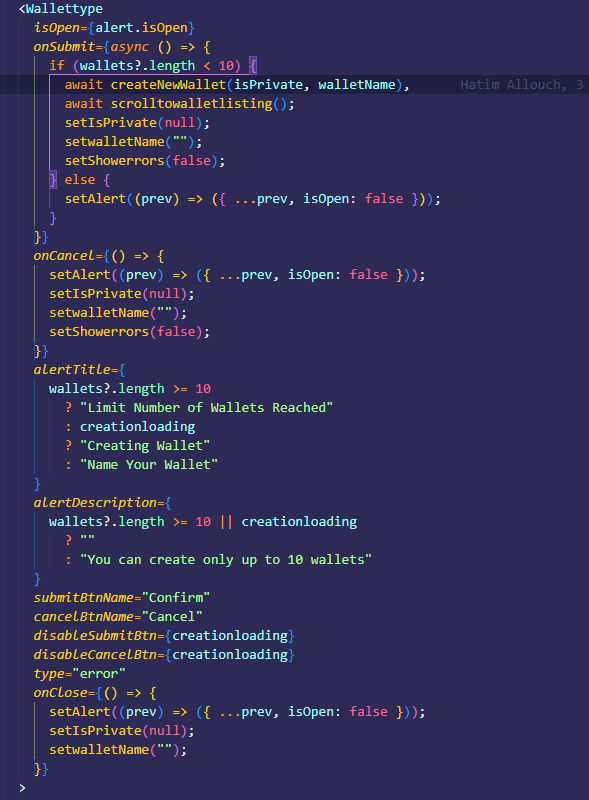 <Wallettype
isOpen={alert.isOpen}
onSubmit={async () => {
if (wallets?.length < 10) {
await createNewWallet(isPrivate, walletName), Hatim Allouch, 3
await scrolltowalletlisting();
setIsPrivate(null);
setwalletName("");
setShowerrors(false);
} else {
setAlert((prev) => ({ ...prev, isOpen: false }));
}
}}
onCancel={() => {
setAlert((prev) => ({ ...prev, isOpen: false }));
setIsPrivate(null);
setwalletName("");
setShowerrors(false);
}}
alertTitle={
wallets?.length >= 10
? "Limit Number of Wallets Reached"
: creationloading
? "Creating Wallet"
: "Name Your Wallet"
}
alertDescription={
wallets?.length >= 10 || creationloading
? ""
: "You can create only up to 10 wallets"
}
submitBtnName="Confirm"
cancelBtnName="Cancel"
disableSubmitBtn={creationloading}
disableCancelBtn={creationloading}
type="error"
onClose={() => {
setAlert((prev) => ({ ...prev, isOpen: false }));
setIsPrivate(null);
setwalletName("");
}}
>